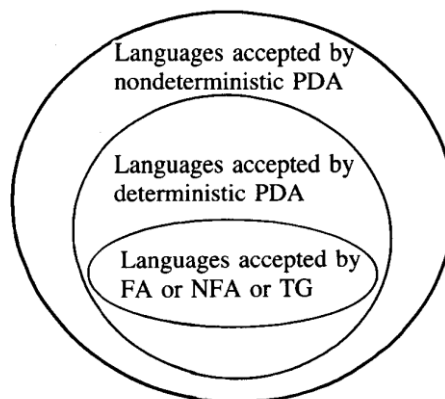 Languages accepted by
nondeterministic PDA
Languages accepted by
deterministic PDA
Languages accepted by
FA or NFA or TG